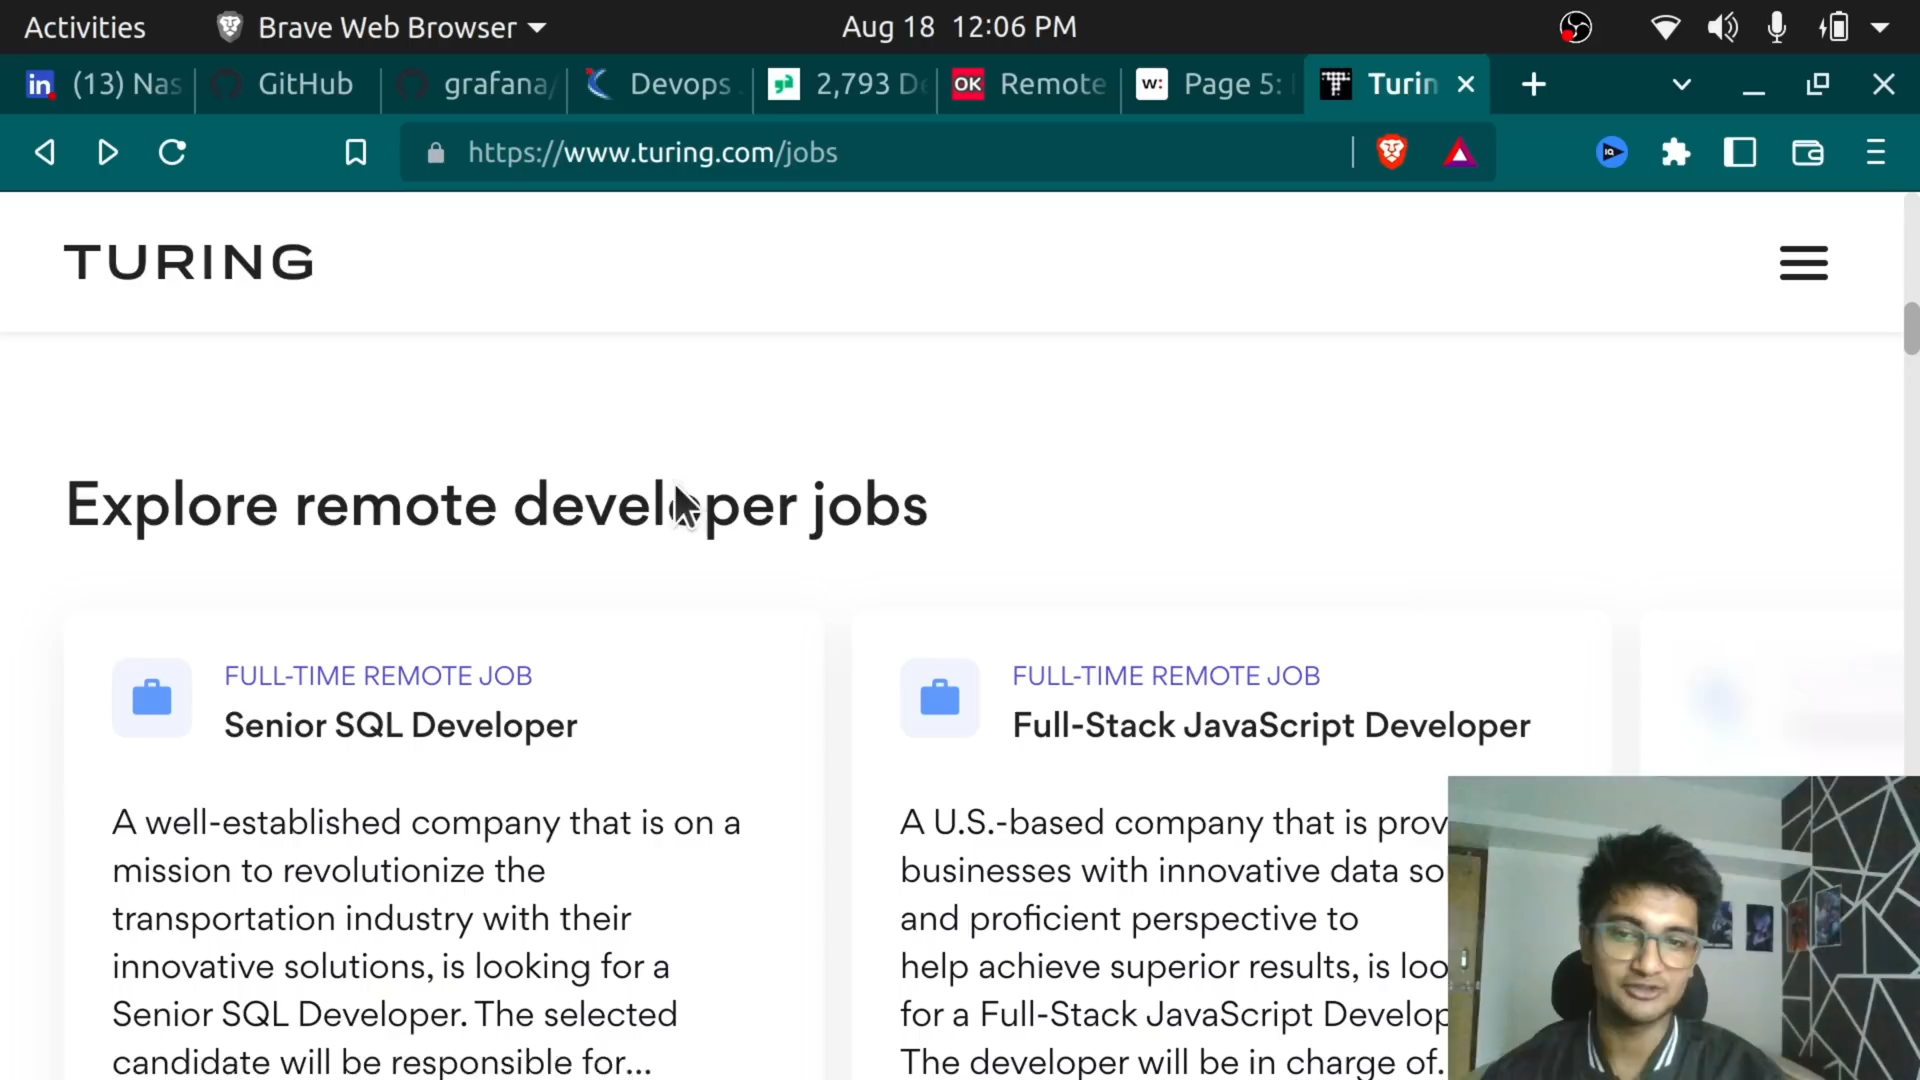 Activities
Brave Web Browser
Aug 18 12:06 PM
in (13) Nas
GitHub
grafana/
Devops
2,793 De
OK Remote
w: Page 5:
Turin
https://www.turing.com/jobs
TURING
Explore remote developer jobs
FULL-TIME REMOTE JOB
Senior SQL Developer
A well-established company that is on a
mission to revolutionize the
transportation industry with their
innovative solutions, is looking for a
Senior SQL Developer. The selected
candidate will be responsible for...
FULL-TIME REMOTE JOB
Full-Stack JavaScript Developer
A U.S.-based company that is prov
businesses with innovative data so
and proficient perspective to
help achieve superior results, is loo
for a Full-Stack JavaScript Develop
The developer will be in charge of.